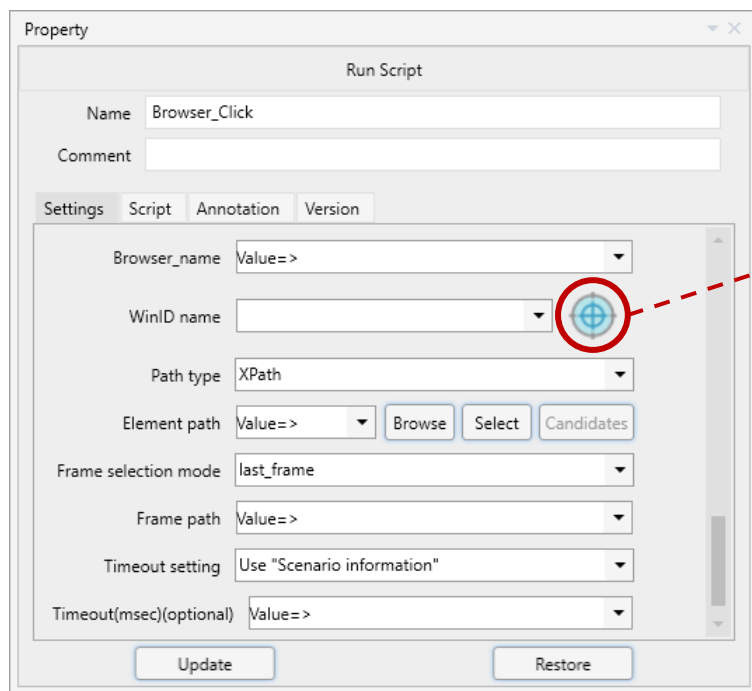 Property
Run Script
Name Browser_Click
Comment
Settings Script Annotation Version
Browser_name Value=>
WinID name
Path type XPath
Element path Value=> Browse Select Candidates
Frame selection mode last_frame
Frame path Value=>
Timeout setting Use "Scenario information"
Timeout(msec)(optional) Value=>
Update Restore